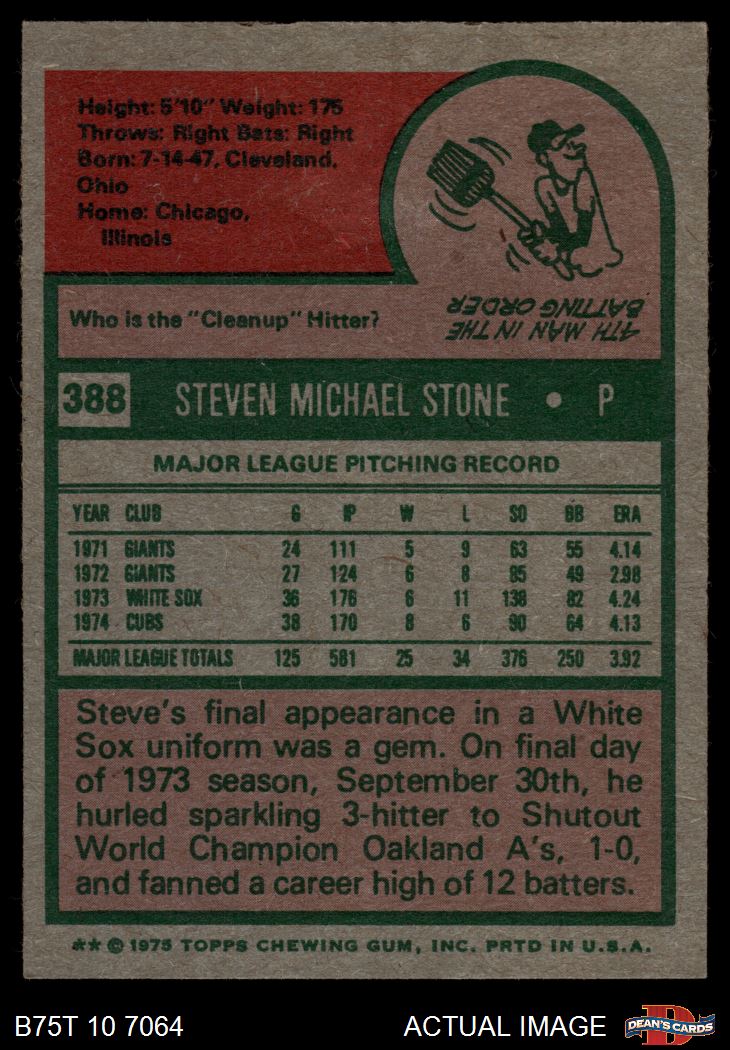 Height: 5'10" Weight: 175
Throws: Right Bats: Right
Born: 7-14-47, Cleveland,
Ohio
Home: Chicago,
Illinois
Who is the "Cleanup" Hitter?
4TH MAN IN THE
BATTING ORDER
388 STEVEN MICHAEL STONE • P
MAJOR LEAGUE PITCHING RECORD
YEAR CLUB G IP W L SO BB ERA
1971 GIANTS 24 111 5 9 63 55 4.14
1972 GIANTS 27 124 6 8 85 49 2.98
1973 WHITE SOX 36 176 6 11 138 82 4.24
1974 CUBS 38 170 8 6 90 64 4.13
MAJOR LEAGUE TOTALS 125 581 25 34 376 250 3.92
Steve's final appearance in a White
Sox uniform was a gem. On final day
of 1973 season, September 30th, he
hurled sparkling 3-hitter to Shutout
World Champion Oakland A's, 1-0,
and fanned a career high of 12 batters.
** © 1975 TOPPS CHEWING GUM, INC. PRTD IN U.S.A.
B75T 10 7064 ACTUAL IMAGE D DEAN'S CARDS